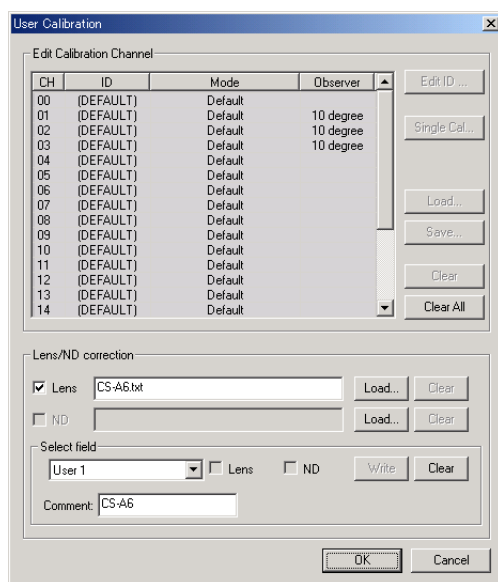 User Calibration
Edit Calibration Channel
CH ID Mode Observer
00 (DEFAULT) Default
01 (DEFAULT) Default 10 degree
02 (DEFAULT) Default 10 degree
03 (DEFAULT) Default 10 degree
04 (DEFAULT) Default
05 (DEFAULT) Default
06 (DEFAULT) Default
07 (DEFAULT) Default
08 (DEFAULT) Default
09 (DEFAULT) Default
10 (DEFAULT) Default
11 (DEFAULT) Default
12 (DEFAULT) Default
13 (DEFAULT) Default
14 (DEFAULT) Default
Edit ID ...
Single Cal...
Load...
Save...
Clear
Clear All
Lens/ND correction
Lens CS-A6.txt Load... Clear
ND Load... Clear
Select field
User 1 Lens ND Write Clear
Comment: CS-A6
OK Cancel